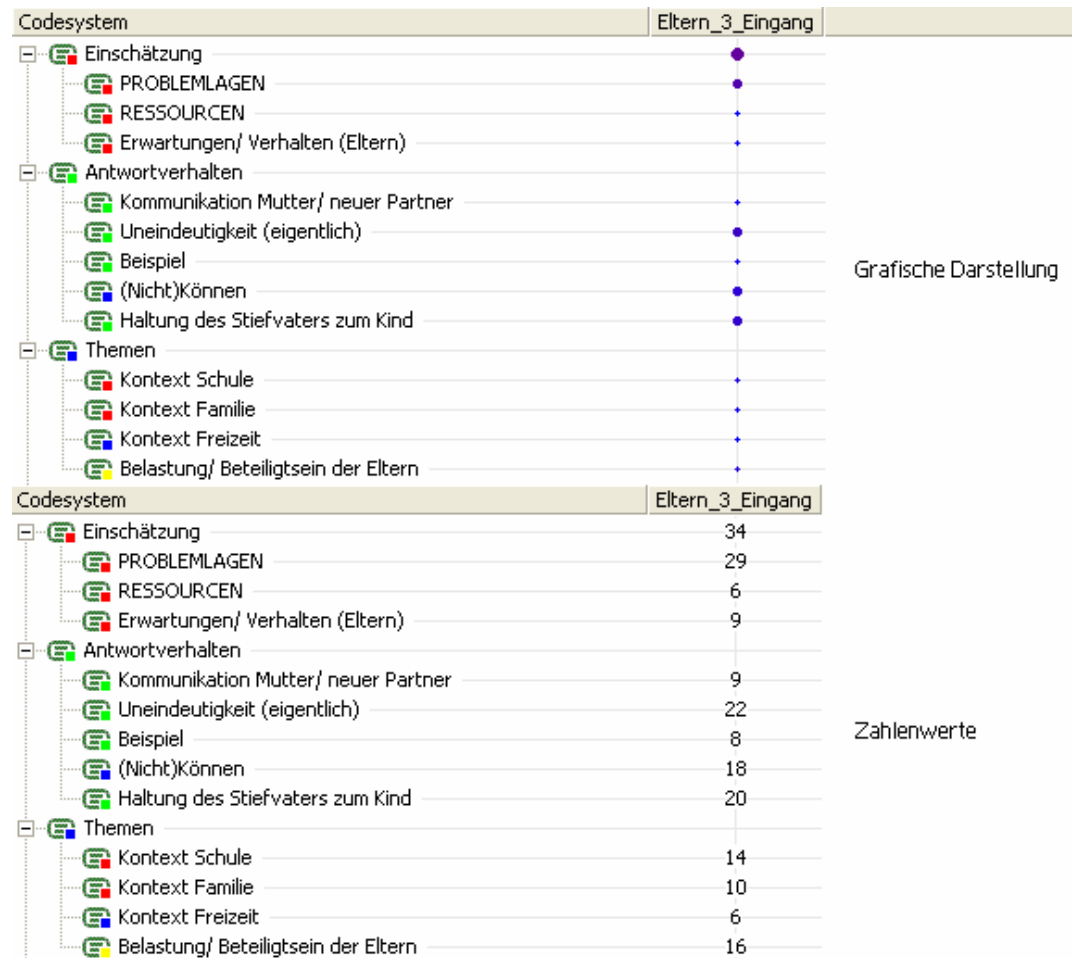 Codesystem Eltern_3_Eingang
Einschätzung
PROBLEMLAGEN
RESSOURCEN
Erwartungen/ Verhalten (Eltern)
Antwortverhalten
Kommunikation Mutter/ neuer Partner
Uneindeutigkeit (eigentlich)
Beispiel
Grafische Darstellung
(Nicht)Können
Haltung des Stiefvaters zum Kind
Themen
Kontext Schule
Kontext Familie
Kontext Freizeit
Belastung/ Beteiligtsein der Eltern
Codesystem Eltern_3_Eingang
Einschätzung 34
PROBLEMLAGEN 29
RESSOURCEN 6
Erwartungen/ Verhalten (Eltern) 9
Antwortverhalten
Kommunikation Mutter/ neuer Partner 9
Uneindeutigkeit (eigentlich) 22
Beispiel 8 Zahlenwerte
(Nicht)Können 18
Haltung des Stiefvaters zum Kind 20
Themen
Kontext Schule 14
Kontext Familie 10
Kontext Freizeit 6
Belastung/ Beteiligtsein der Eltern 16